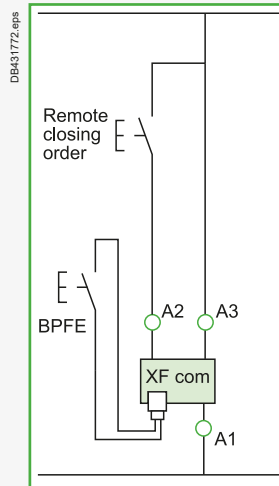 DB431772.eps
Remote
closing
order
A2
A3
BPFE
XF com
A1